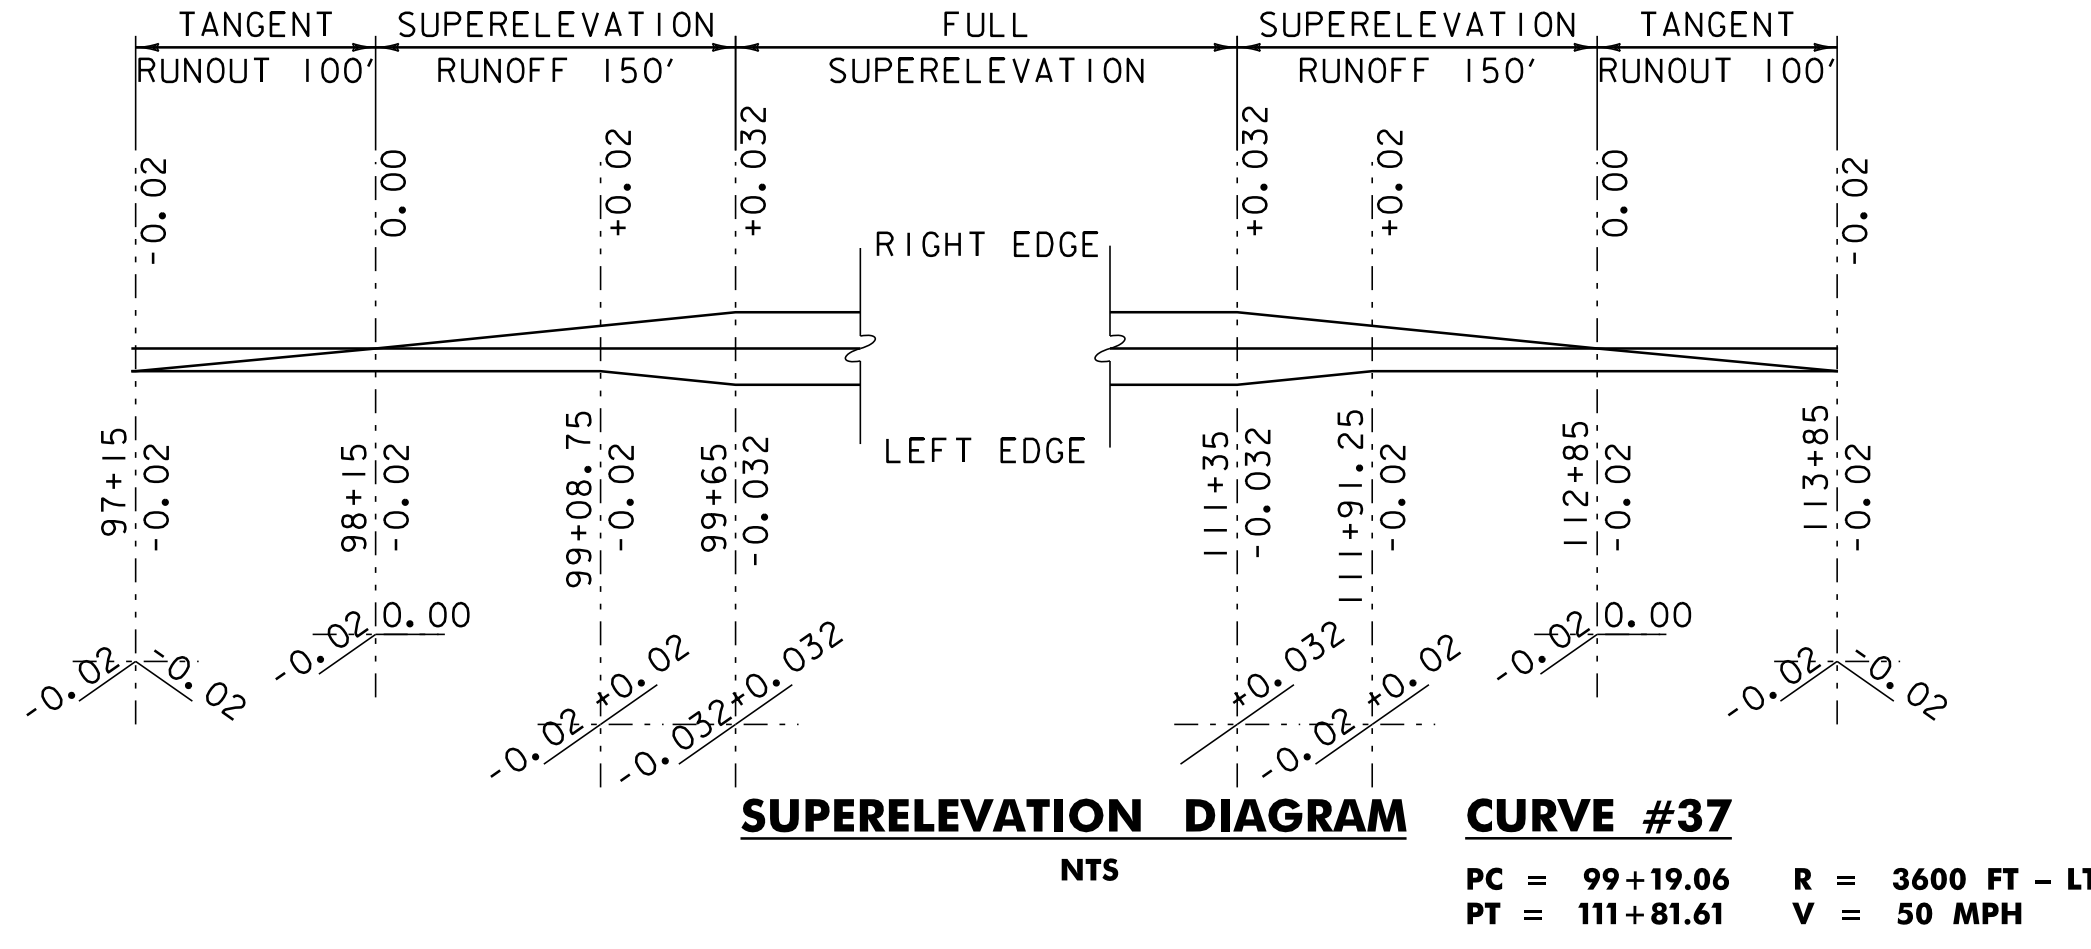 TANGENT
RUNOUT 100'
SUPERELEVATION
RUNOFF 150'
FULL
SUPERELEVATION
SUPERELEVATION
RUNOFF 150'
TANGENT
RUNOUT 100'
-0.02
0.00
+0.02
+0.032
+0.032
+0.02
0.00
-0.02
RIGHT EDGE
LEFT EDGE
97+15
-0.02
98+15
-0.02
99+08.75
-0.02
99+65
-0.032
111+35
-0.032
111+91.25
-0.02
112+85
-0.02
113+85
-0.02
-0.02
-0.02
-0.02
0.00
-0.02
+0.02
-0.032
+0.032
+0.032
-0.02
+0.02
-0.02
0.00
-0.02
-0.02
SUPERELEVATION DIAGRAM
NTS
CURVE #37
PC = 99+19.06 R = 3600 FT – LT
PT = 111+81.61 V = 50 MPH